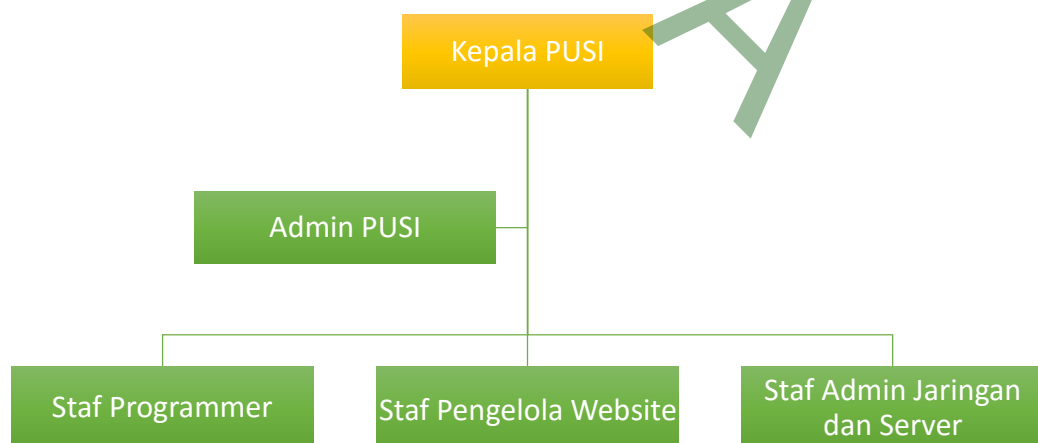 Kepala PUSI
Admin PUSI
Staf Programmer
Staf Pengelola Website
Staf Admin Jaringan
dan Server